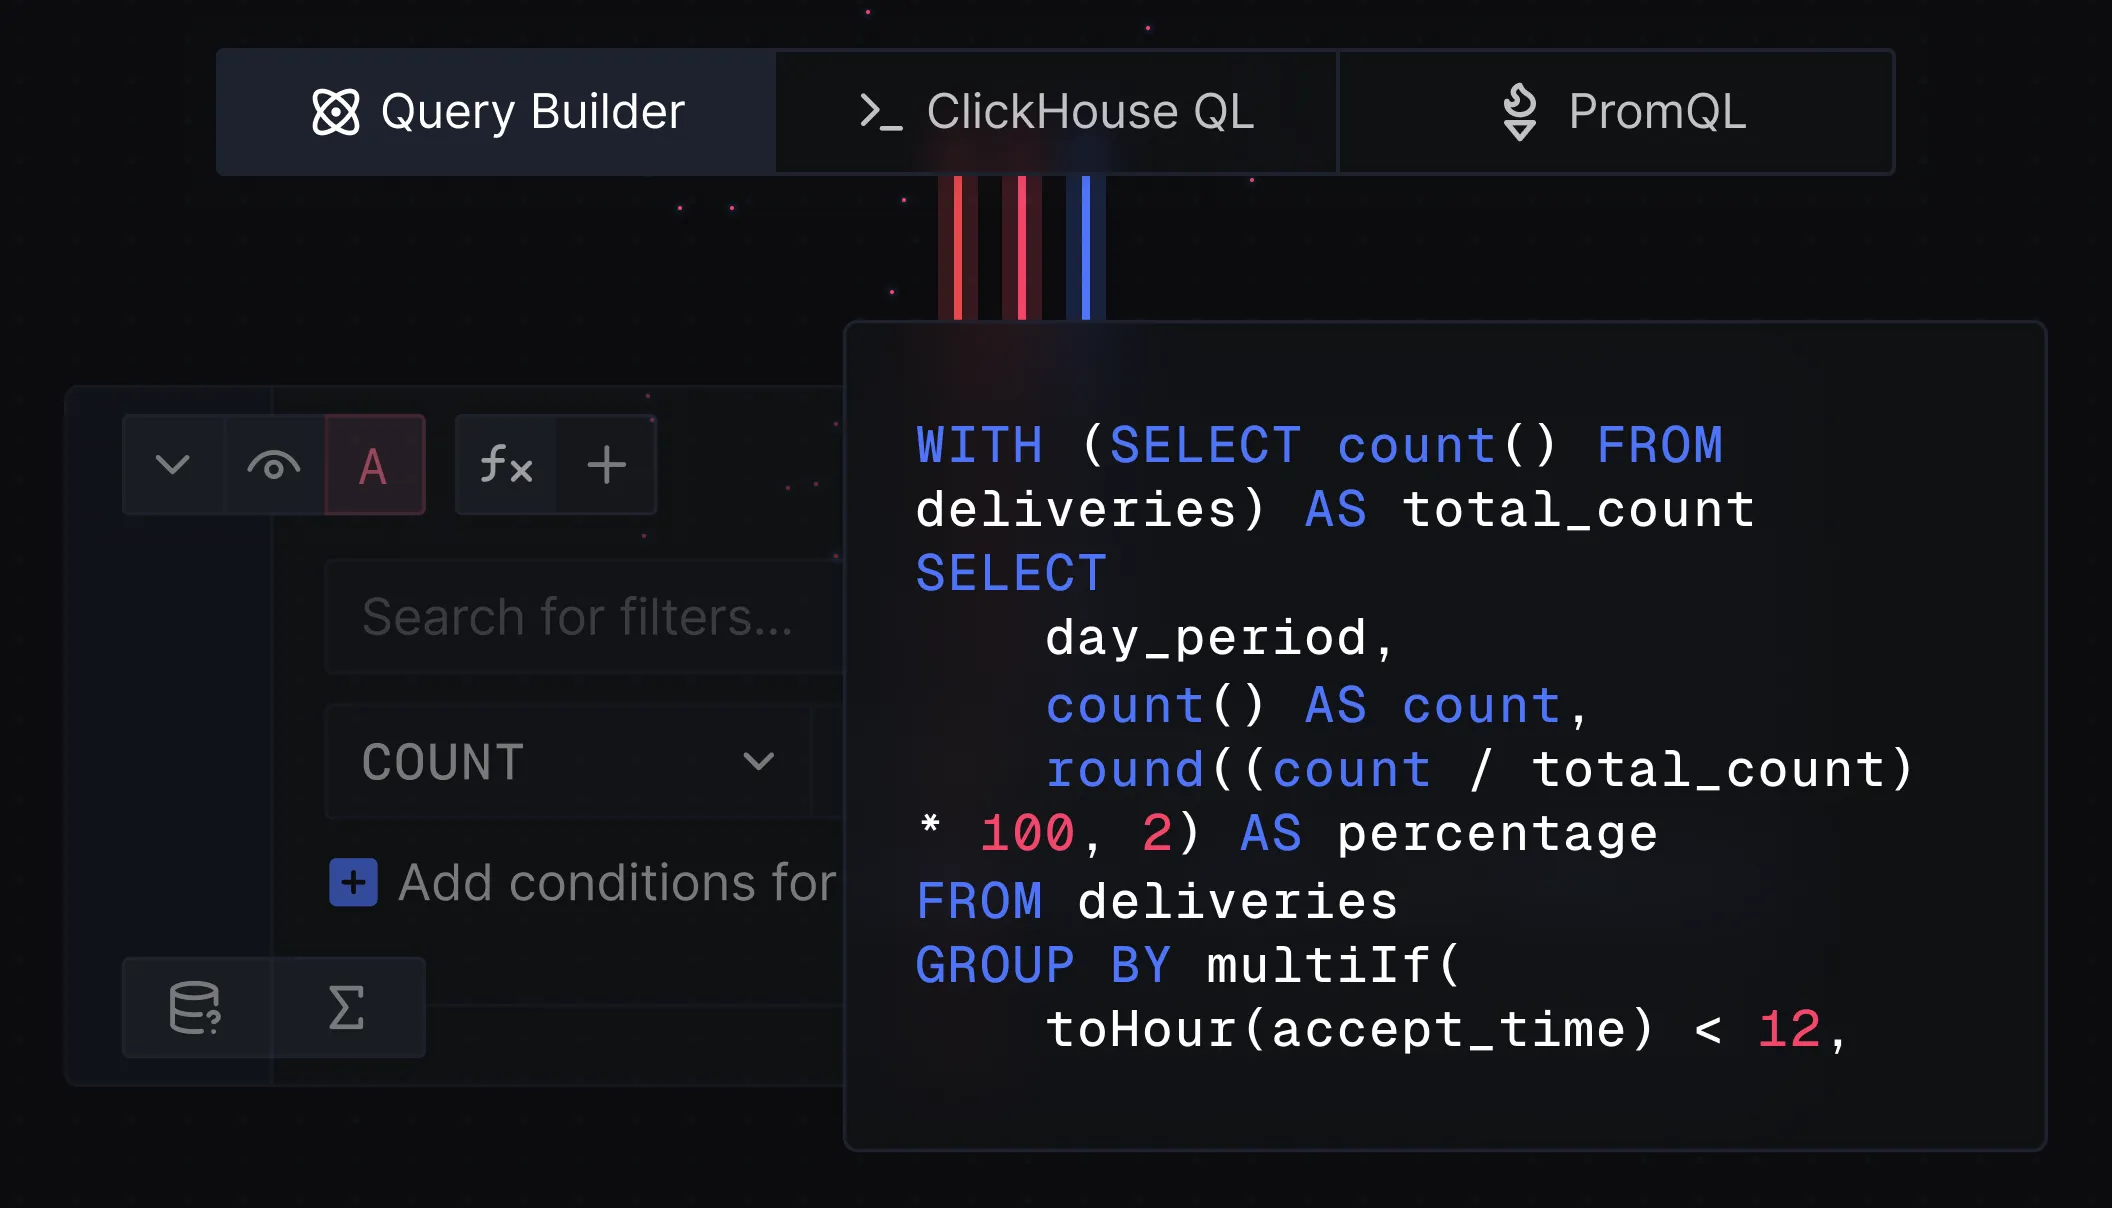 Query Builder
ClickHouse QL
PromQL
A
fx
Search for filters...
COUNT
Add conditions for
WITH (SELECT count() FROM
deliveries) AS total_count
SELECT
    day_period,
    count() AS count,
    round((count / total_count)
* 100, 2) AS percentage
FROM deliveries
GROUP BY multiIf(
    toHour(accept_time) < 12,